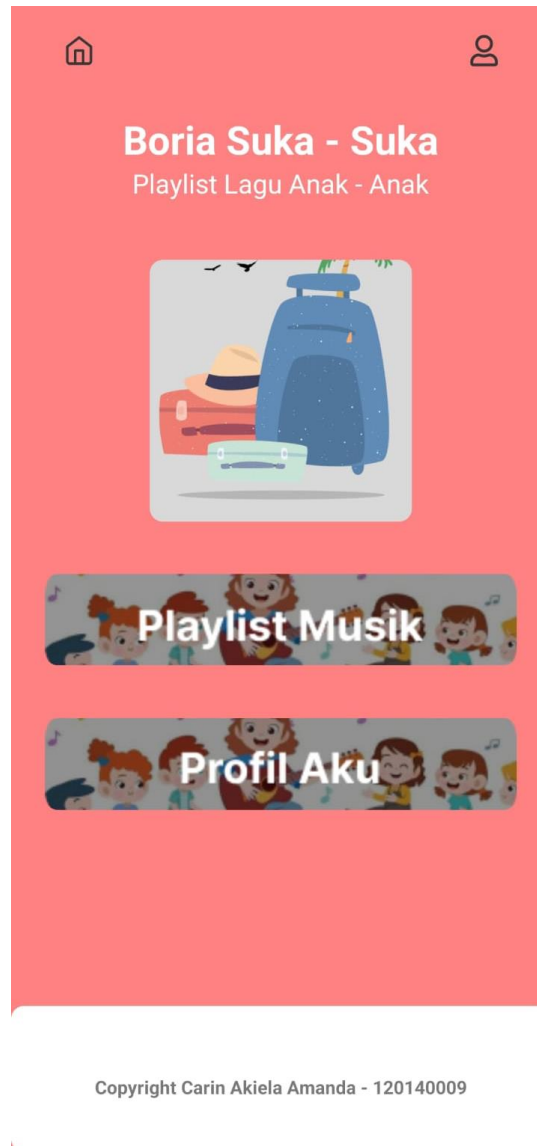 Boria Suka - Suka
Playlist Lagu Anak - Anak
Playlist Musik
Profil Aku
Copyright Carin Akiela Amanda - 120140009